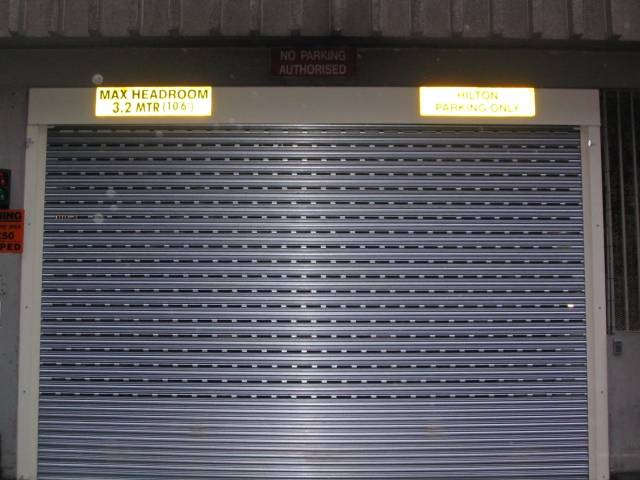 NO PARKING
AUTHORISED
MAX HEADROOM
3.2 MTR (10 6)
HILTON
PARKING ONLY